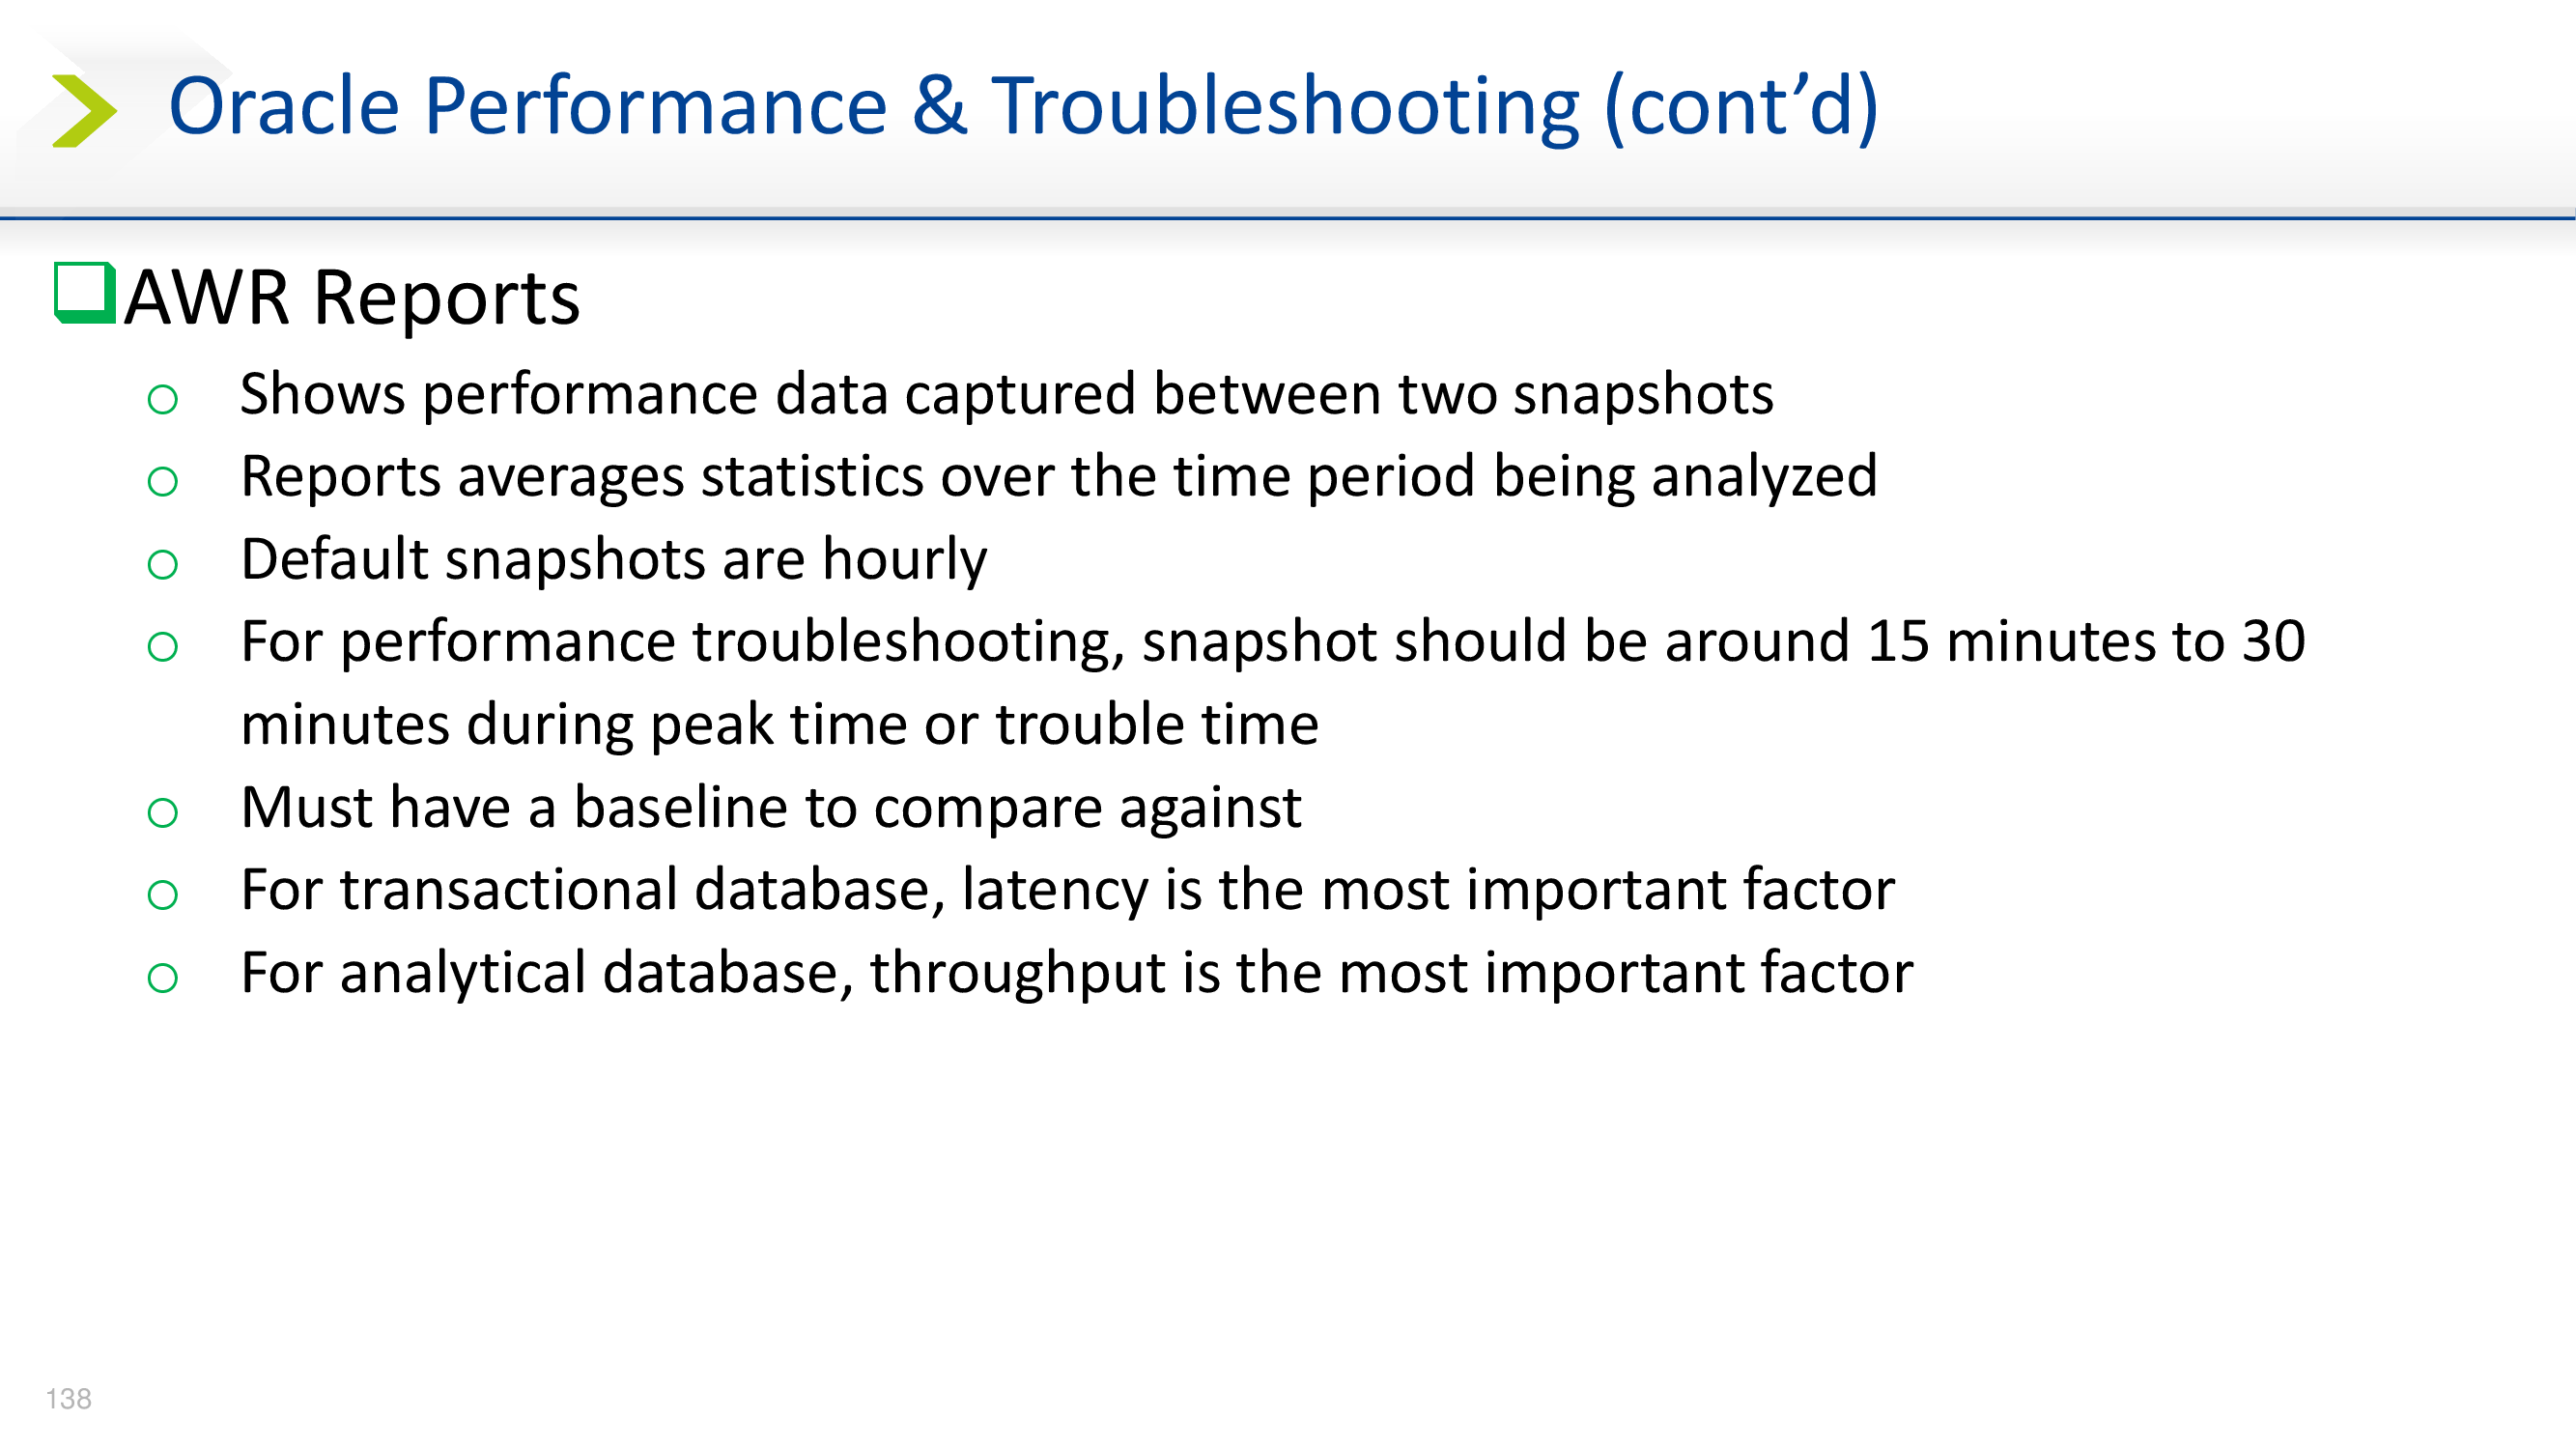 Oracle Performance & Troubleshooting (cont’d)
AWR Reports
Shows performance data captured between two snapshots
Reports averages statistics over the time period being analyzed
Default snapshots are hourly
For performance troubleshooting, snapshot should be around 15 minutes to 30
minutes during peak time or trouble time
Must have a baseline to compare against
For transactional database, latency is the most important factor
For analytical database, throughput is the most important factor
138